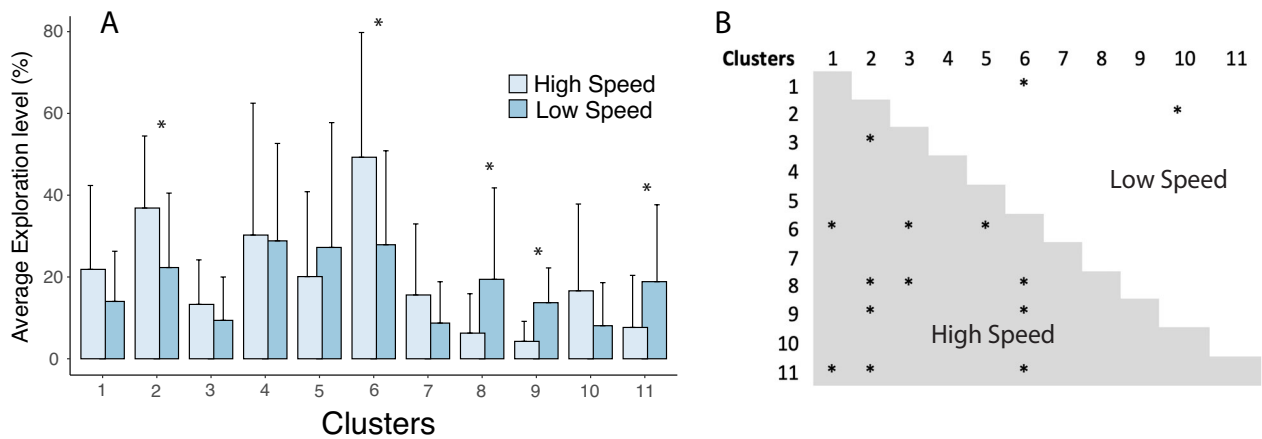 A
Average Exploration level (%)
80
60
40
20
0
* * * * *
High Speed
Low Speed
1 2 3 4 5 6 7 8 9 10 11
Clusters
B
Clusters 1 2 3 4 5 6 7 8 9 10 11
1 *
2 *
3 *
4
5
6 * * *
7
8 * * *
9 * *
10
11 * * *
Low Speed
High Speed